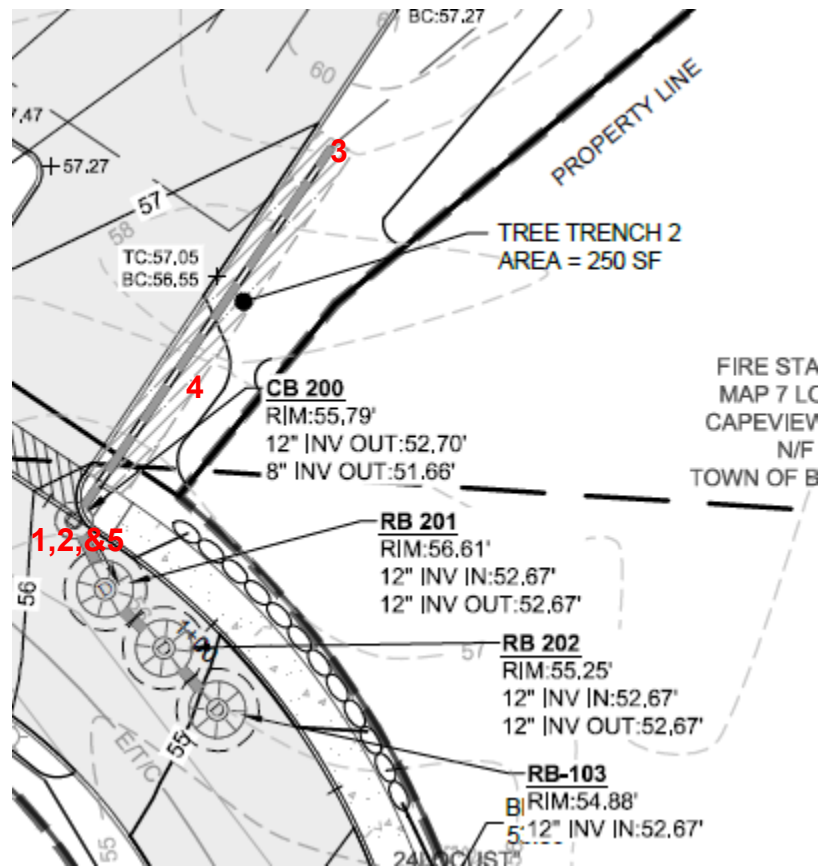 BC:57.27
60
7.47
57.27
PROPERTY LINE
3
57
58
TREE TRENCH 2
AREA = 250 SF
TC:57.05
BC:56.55
4
FIRE STA
MAP 7 LO
CAPEVIEW
N/F
TOWN OF B
CB 200
RIM:55.79'
12" INV OUT:52.70'
8" INV OUT:51.66'
RB 201
RIM:56.61'
12" INV IN:52.67'
12" INV OUT:52.67'
1,2,&5
56
D
D
D
1+00
57
RB 202
RIM:55.25'
12" INV IN:52.67'
12" INV OUT:52.67'
E/T/C
55
RB-103
RIM:54.88'
12" INV IN:52.67'
55
24LOCUST"